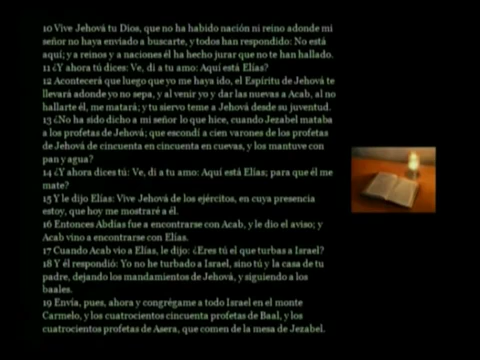 10 Vive Jehová tu Dios, que no ha habido nación ni reino adonde mi
señor no haya enviado a buscarte, y todos han respondido: No está
aquí; y a reinos y a naciones él ha hecho jurar que no te han hallado.
11 ¿Y ahora tú dices: Ve, di a tu amo: Aquí está Elías?
12 Acontecerá que luego que yo me haya ido, el Espíritu de Jehová te
llevará adonde yo no sepa, y al venir yo y dar las nuevas a Acab, al no
hallarte él, me matará; y tu siervo teme a Jehová desde su juventud.
13 ¿No ha sido dicho a mi señor lo que hice, cuando Jezabel mataba
a los profetas de Jehová; que escondí a cien varones de los profetas
de Jehová de cincuenta en cincuenta en cuevas, y los mantuve con
pan y agua?
14 ¿Y ahora dices tú: Ve, di a tu amo: Aquí está Elías; para que él me
mate?
15 Y le dijo Elías: Vive Jehová de los ejércitos, en cuya presencia
estoy, que hoy me mostraré a él.
16 Entonces Abdías fue a encontrarse con Acab, y le dio el aviso; y
Acab vino a encontrarse con Elías.
17 Cuando Acab vio a Elías, le dijo: ¿Eres tú el que turbas a Israel?
18 Y él respondió: Yo no he turbado a Israel, sino tú y la casa de tu
padre, dejando los mandamientos de Jehová, y siguiendo a los
baales.
19 Envía, pues, ahora y congrégame a todo Israel en el monte
Carmelo, y los cuatrocientos cincuenta profetas de Baal, y los
cuatrocientos profetas de Asera, que comen de la mesa de Jezabel.